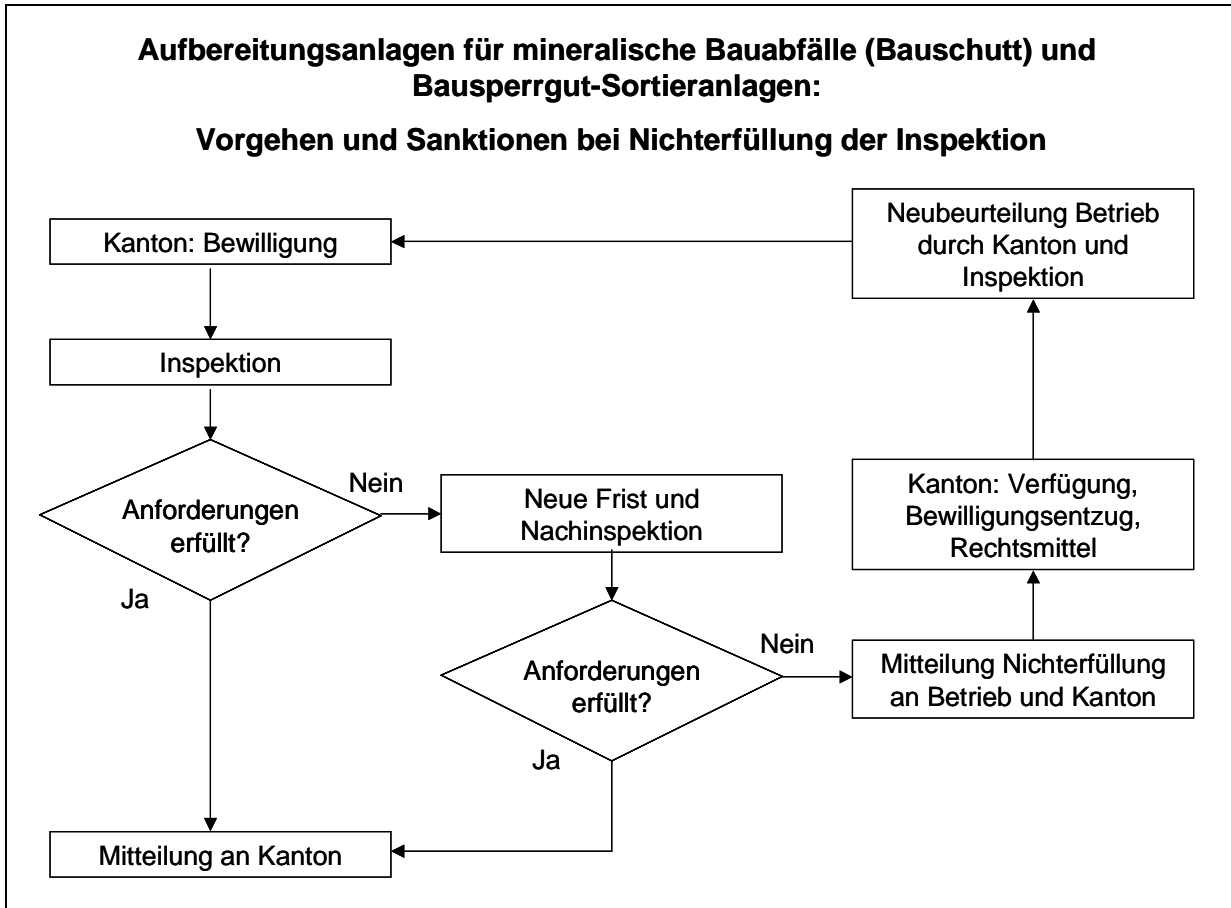 Aufbereitungsanlagen für mineralische Bauabfälle (Bauschutt) und
Bausperrgut-Sortieranlagen:
Vorgehen und Sanktionen bei Nichterfüllung der Inspektion
Kanton: Bewilligung
Neubeurteilung Betrieb
durch Kanton und
Inspektion
Inspektion
Anforderungen
erfüllt?
Nein
Ja
Neue Frist und
Nachinspektion
Kanton: Verfügung,
Bewilligungsentzug,
Rechtsmittel
Anforderungen
erfüllt?
Nein
Ja
Mitteilung Nichterfüllung
an Betrieb und Kanton
Mitteilung an Kanton